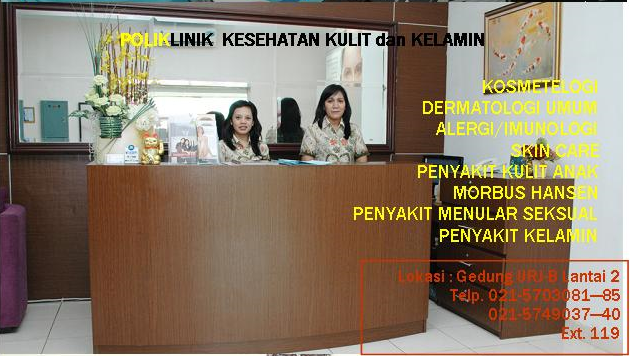 POLIKLINIK KESEHATAN KULIT dan KELAMIN
KOSMETELOGI
DERMATOLOGI UMUM
ALERGI/IMUNOLOGI
SKIN CARE
PENYAKIT KULIT ANAK
MORBUS HANSEN
PENYAKIT MENULAR SEKSUAL
PENYAKIT KELAMIN
Lokasi : Gedung URJ-B Lantai 2
Telp. 021-5703081—85
021-5749037—40
Ext. 119